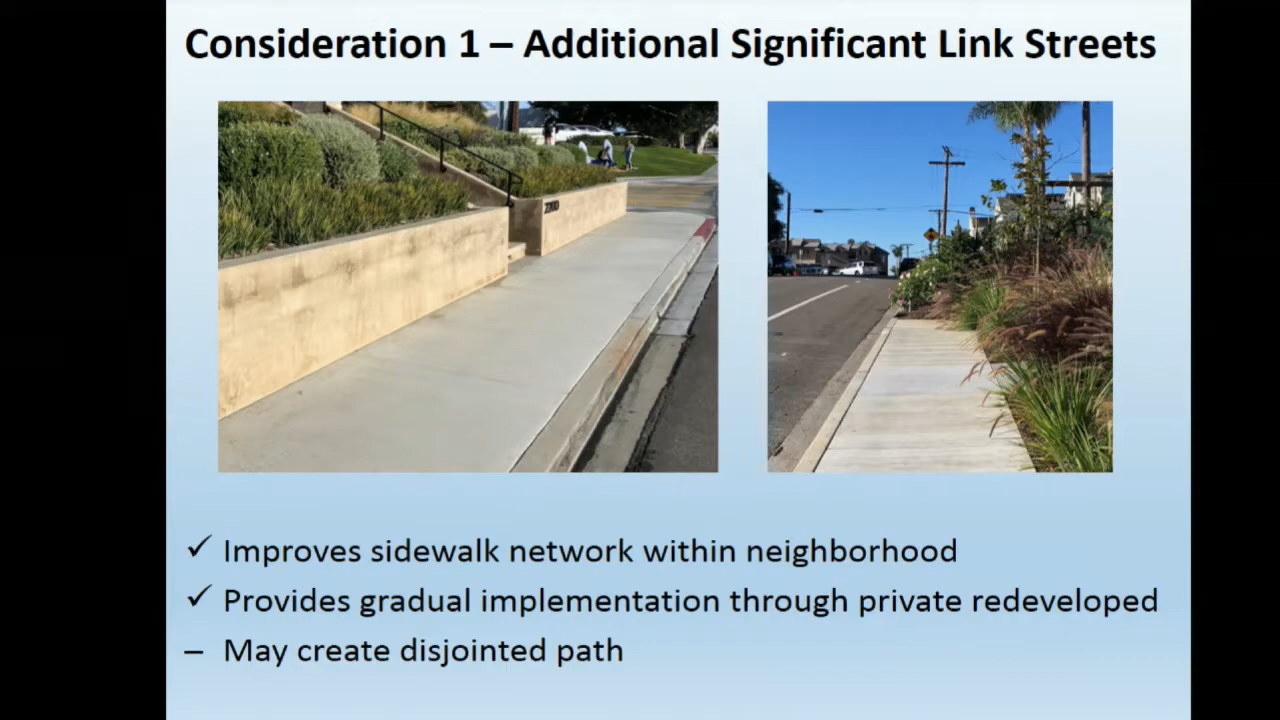 Consideration 1 – Additional Significant Link Streets
✓ Improves sidewalk network within neighborhood
✓ Provides gradual implementation through private redeveloped
– May create disjointed path